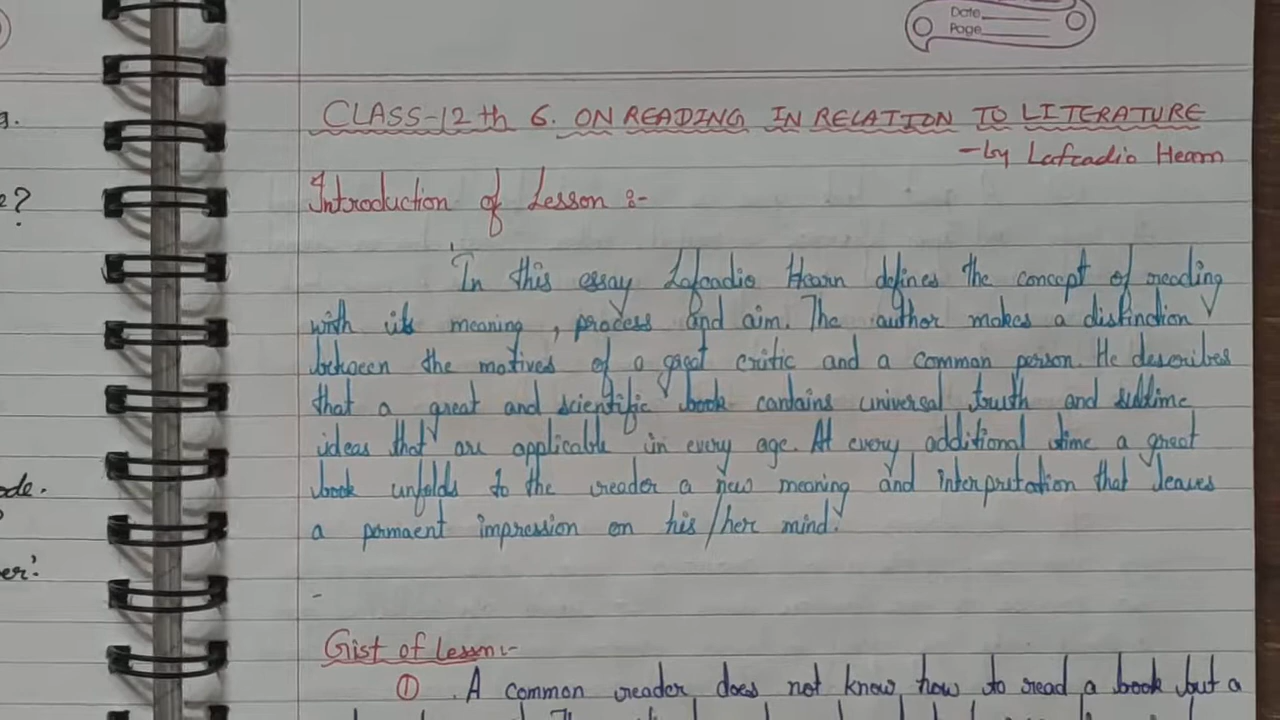 Date
Page
g.
e?
ode.
er'.
CLASS-12th 6. ON READING IN RELATION TO LITERATURE
-by Lafcadio Hearn
Introduction of Lesson :-
In this essay Lafcadio Hearn defines the concept of reading
with its meaning, process and aim. The author makes a distinction
between the motives of a great critic and a common person. He describes
that a great and scientific book contains universal truth and sublime
ideas that are applicable in every age. At every additional time a great
book unfolds to the reader a new meaning and interpritation that leaves
a permaent impression on his/her mind.
Gist of lesson:-
① A common reader does not know how to read a book but a